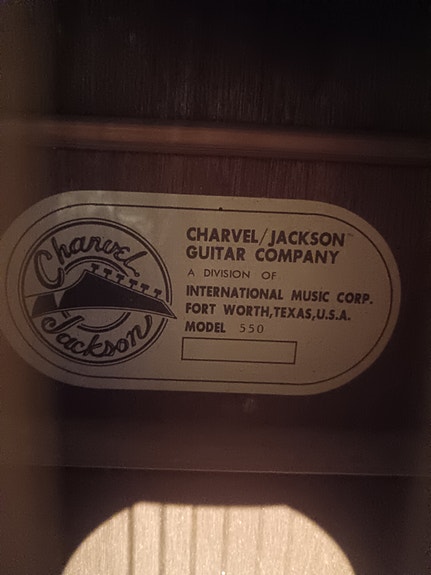 Charvel
Jackson
CHARVEL/JACKSON™
GUITAR COMPANY
A DIVISION OF
INTERNATIONAL MUSIC CORP.
FORT WORTH,TEXAS,U.S.A.
MODEL 550